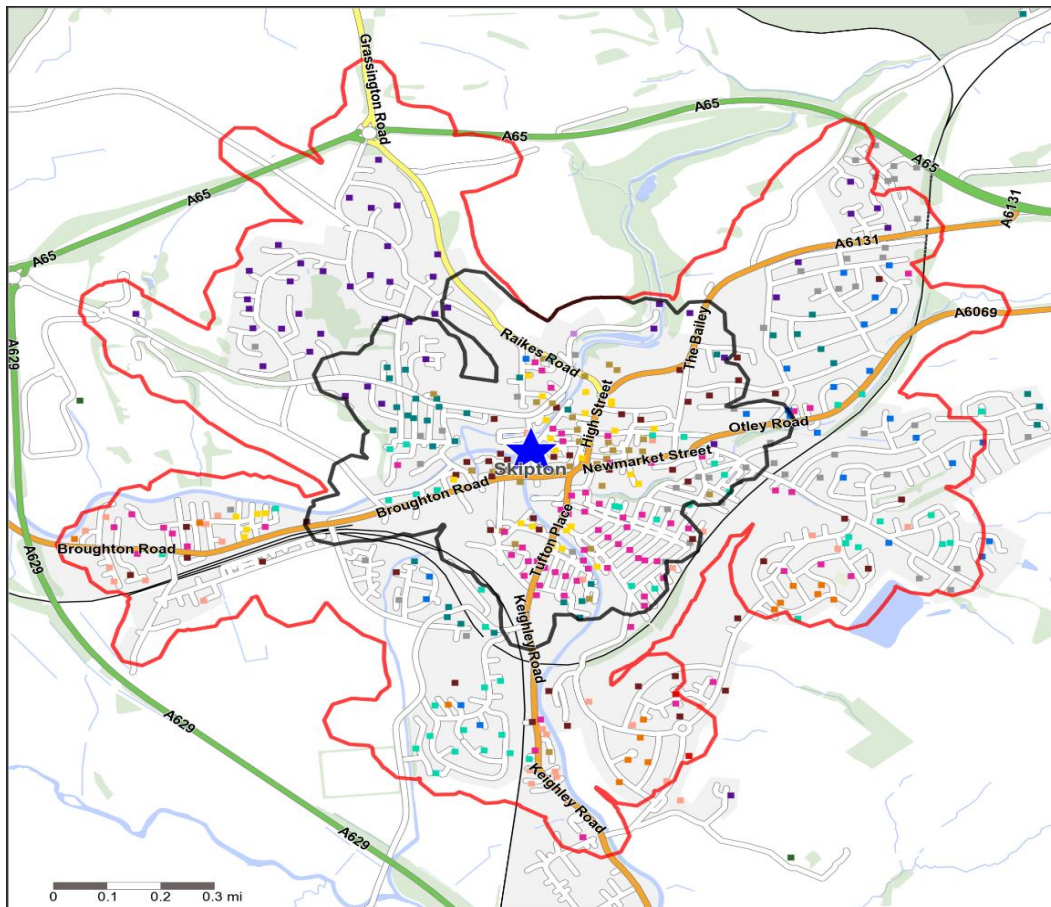 Grassington Road
A65
A65
A65
A65
A65
A6131
A6131
A6069
A629
Raikes Road
The Bailey
High Street
Otley Road
Newmarket Street
Skipton
Broughton Road
Broughton Road
Tufton Place
A629
Keighley Road
Keighley Road
A629
A629
0 0.1 0.2 0.3 mi